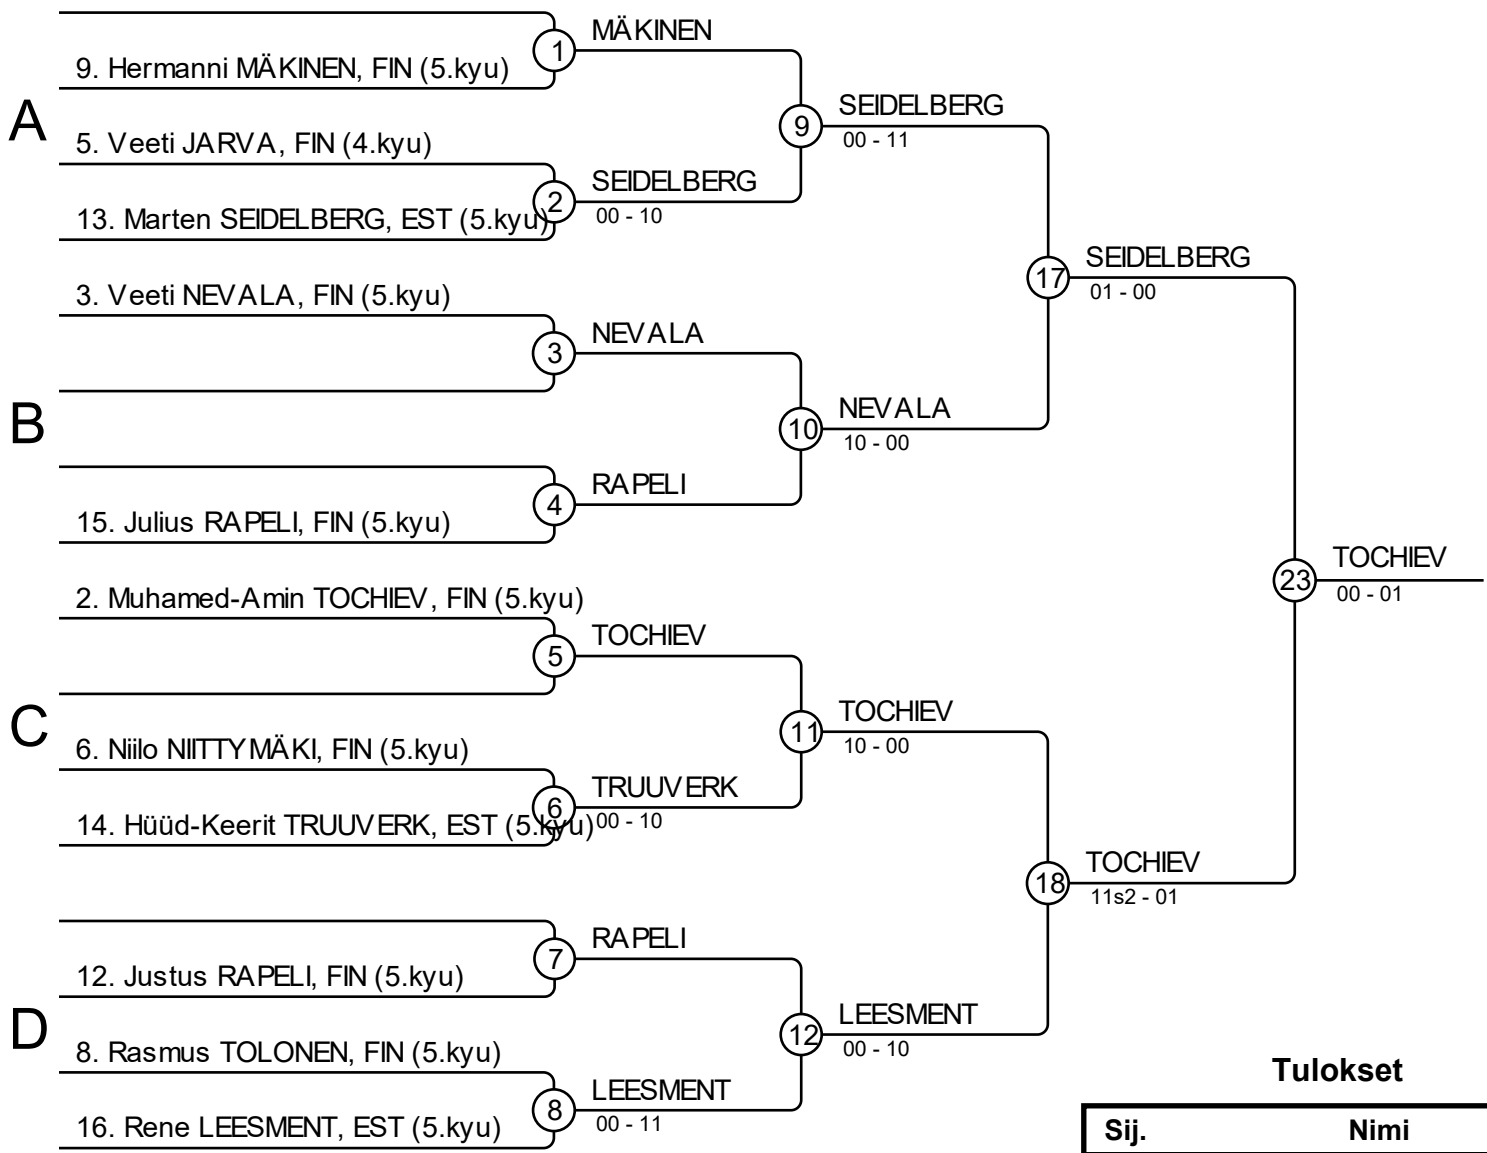 MÄKINEN
1
9. Hermanni MÄKINEN, FIN (5.kyu)
A
SEIDELBERG
9
00 - 11
5. Veeti JARVA, FIN (4.kyu)
SEIDELBERG
2
00 - 10
13. Marten SEIDELBERG, EST (5.kyu)
SEIDELBERG
17
01 - 00
3. Veeti NEVALA, FIN (5.kyu)
NEVALA
3
B
NEVALA
10
10 - 00
RAPELI
4
15. Julius RAPELI, FIN (5.kyu)
TOCHIEV
23
00 - 01
2. Muhamed-Amin TOCHIEV, FIN (5.kyu)
TOCHIEV
5
C
TOCHIEV
11
10 - 00
6. Niilo NIITTYMÄKI, FIN (5.kyu)
TRUUVERK
6
00 - 10
14. Hüüd-Keerit TRUUVERK, EST (5.kyu)
TOCHIEV
18
11s2 - 01
RAPELI
7
12. Justus RAPELI, FIN (5.kyu)
D
LEESMENT
12
00 - 10
8. Rasmus TOLONEN, FIN (5.kyu)
LEESMENT
8
00 - 11
16. Rene LEESMENT, EST (5.kyu)
Tulokset
Sij. Nimi